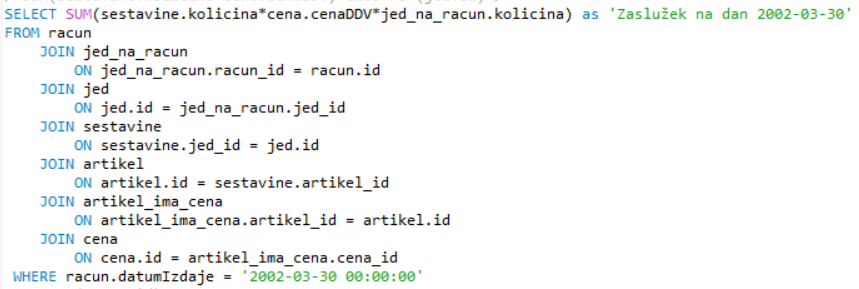 SELECT SUM(sestavine.kolicina*cena.cenaDDV*jed_na_racun.kolicina) as 'Zaslužek na dan 2002-03-30'
FROM racun
JOIN jed_na_racun
ON jed_na_racun.racun_id = racun.id
JOIN jed
ON jed.id = jed_na_racun.jed_id
JOIN sestavine
ON sestavine.jed_id = jed.id
JOIN artikel
ON artikel.id = sestavine.artikel_id
JOIN artikel_ima_cena
ON artikel_ima_cena.artikel_id = artikel.id
JOIN cena
ON cena.id = artikel_ima_cena.cena_id
WHERE racun.datumIzdaje = '2002-03-30 00:00:00'